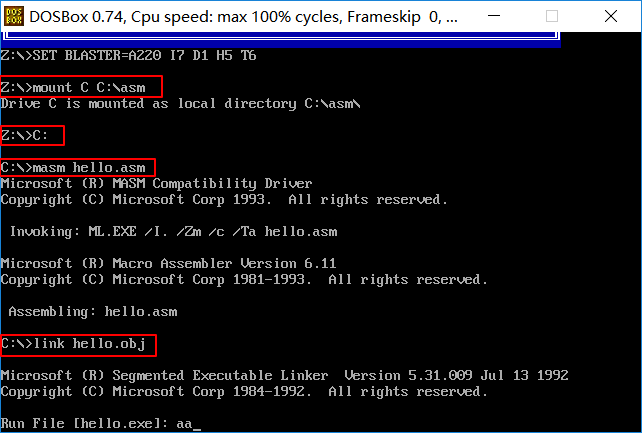 DOS BOX
DOSBox 0.74, Cpu speed: max 100% cycles, Frameskip 0, ...
Z:\>SET BLASTER=A220 I7 D1 H5 T6
Z:\>mount C C:\asm
Drive C is mounted as local directory C:\asm\
Z:\>C:
C:\>masm hello.asm
Microsoft (R) MASM Compatibility Driver
Copyright (C) Microsoft Corp 1993.  All rights reserved.
Invoking: ML.EXE /I. /Zm /c /Ta hello.asm
Microsoft (R) Macro Assembler Version 6.11
Copyright (C) Microsoft Corp 1981-1993.  All rights reserved.
Assembling: hello.asm
C:\>link hello.obj
Microsoft (R) Segmented Executable Linker  Version 5.31.009 Jul 13 1992
Copyright (C) Microsoft Corp 1984-1992.  All rights reserved.
Run File [hello.exe]: aa_